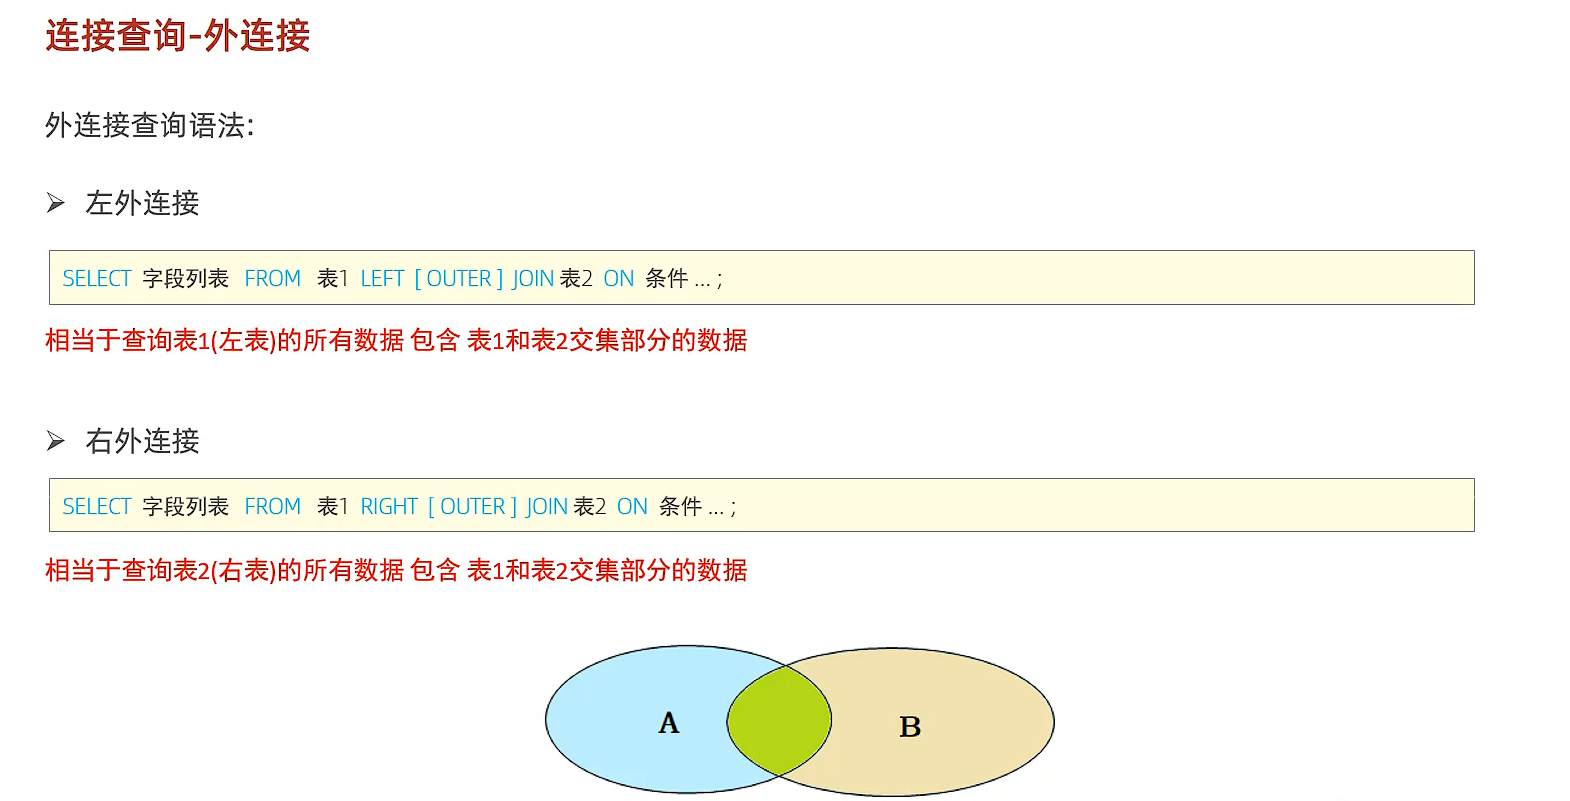 连接查询-外连接
外连接查询语法:
➢ 左外连接
SELECT 字段列表 FROM 表1 LEFT [ OUTER ] JOIN 表2 ON 条件 ... ;
相当于查询表1(左表)的所有数据 包含 表1和表2交集部分的数据
➢ 右外连接
SELECT 字段列表 FROM 表1 RIGHT [ OUTER ] JOIN 表2 ON 条件 ... ;
相当于查询表2(右表)的所有数据 包含 表1和表2交集部分的数据
A B